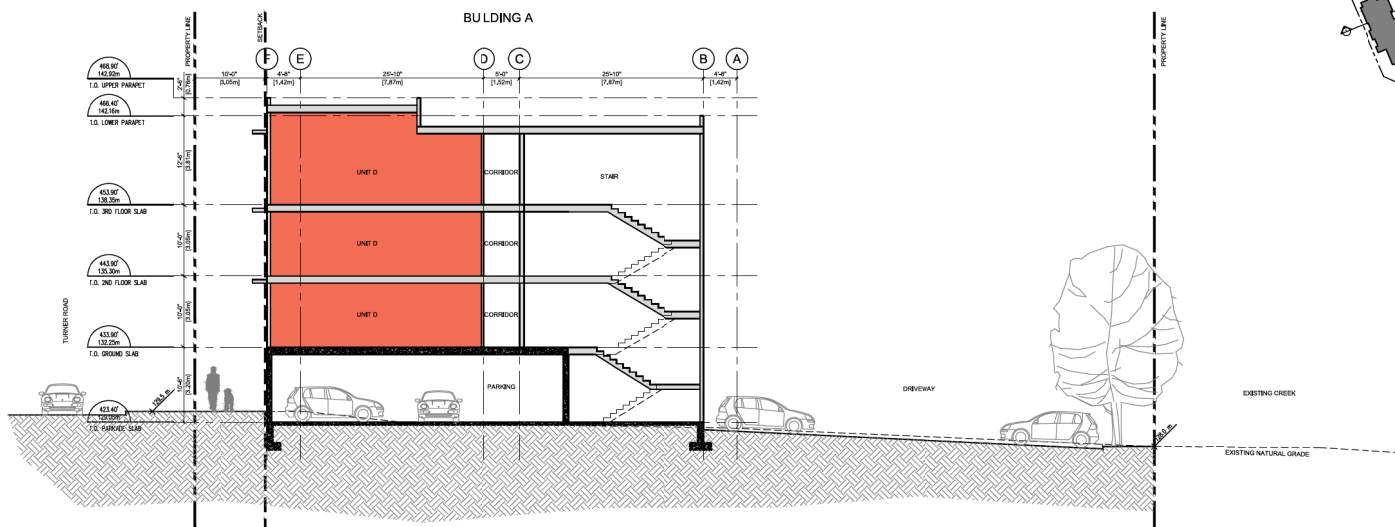 BUILDING A
PROPERTY LINE
SETBACK
PROPERTY LINE
F E D C B A
10'-0" 4'-8" 25'-10" 5'-0" 25'-10" 4'-8"
[3,05m] [1,42m] [7,87m] [1,52m] [7,87m] [1,42m]
468.90'
142.92m
T.O. UPPER PARAPET
2'-6"
[0,76m]
466.40'
142.16m
T.O. LOWER PARAPET
12'-6"
[3,81m]
UNIT D CORRIDOR STAIR
453.90'
138.35m
T.O. 3RD FLOOR SLAB
10'-0"
[3,05m]
UNIT D CORRIDOR
443.90'
135.30m
T.O. 2ND FLOOR SLAB
10'-0"
[3,05m]
UNIT D CORRIDOR
433.90'
132.25m
T.O. GROUND SLAB
TURNER ROAD
10'-6"
[3,20m]
PARKING
DRIVEWAY
EXISTING CREEK
423.40'
129.05m
T.O. PARKADE SLAB
129.5 m
128.0 m
EXISTING NATURAL GRADE